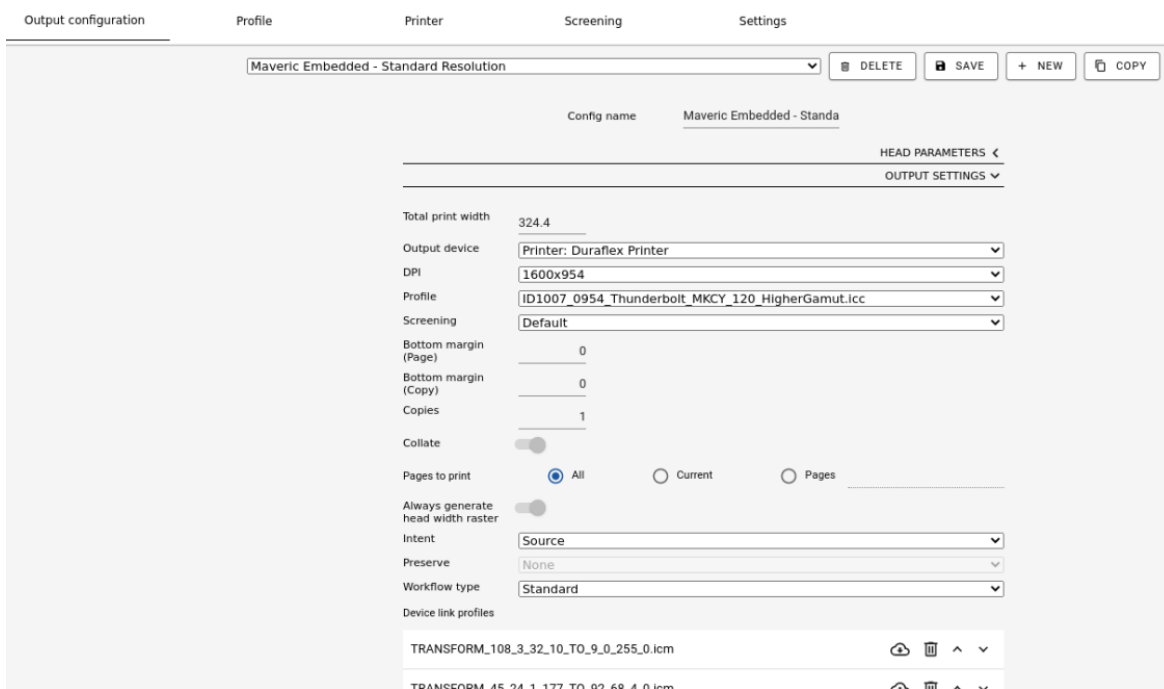 Output configuration Profile Printer Screening Settings
Maveric Embedded - Standard Resolution DELETE SAVE + NEW COPY
Config name Maveric Embedded - Standa
HEAD PARAMETERS
OUTPUT SETTINGS
Total print width 324.4
Output device Printer: Duraflex Printer
DPI 1600x954
Profile ID1007_0954_Thunderbolt_MKCY_120_HigherGamut.icc
Screening Default
Bottom margin
(Page) 0
Bottom margin
(Copy) 0
Copies 1
Collate
Pages to print All Current Pages
Always generate
head width raster
Intent Source
Preserve None
Workflow type Standard
Device link profiles
TRANSFORM_108_3_32_10_TO_9_0_255_0.icm
TRANSFORM_45_24_1_177_TO_92_68_4_0.icm